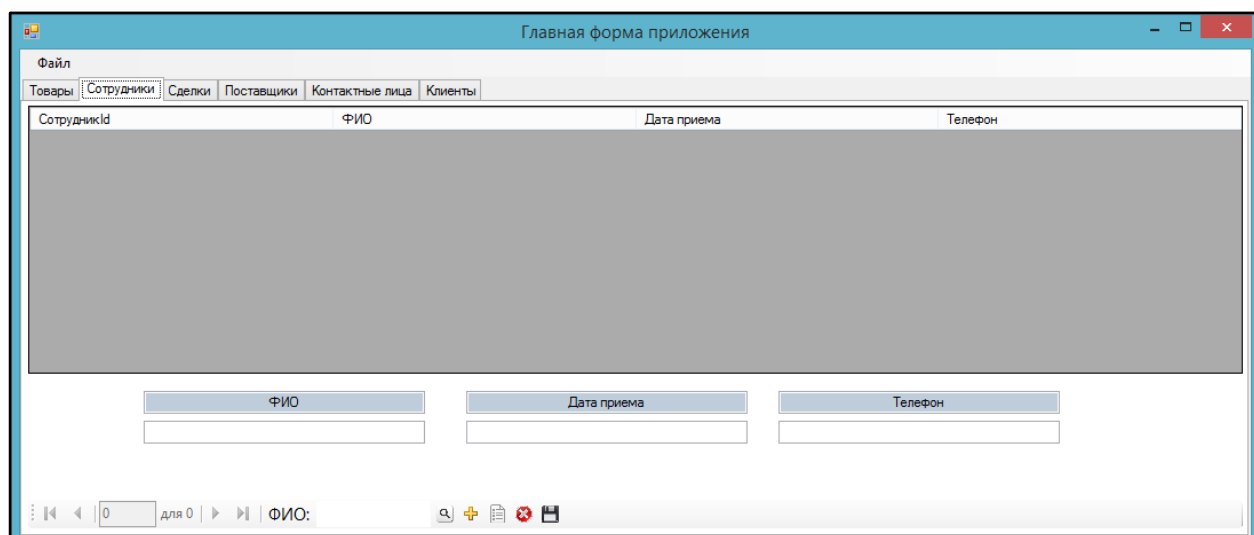 Главная форма приложения
Файл
Товары Сотрудники Сделки Поставщики Контактные лица Клиенты
СотрудникId ФИО Дата приема Телефон
ФИО Дата приема Телефон
0 для 0 ФИО: